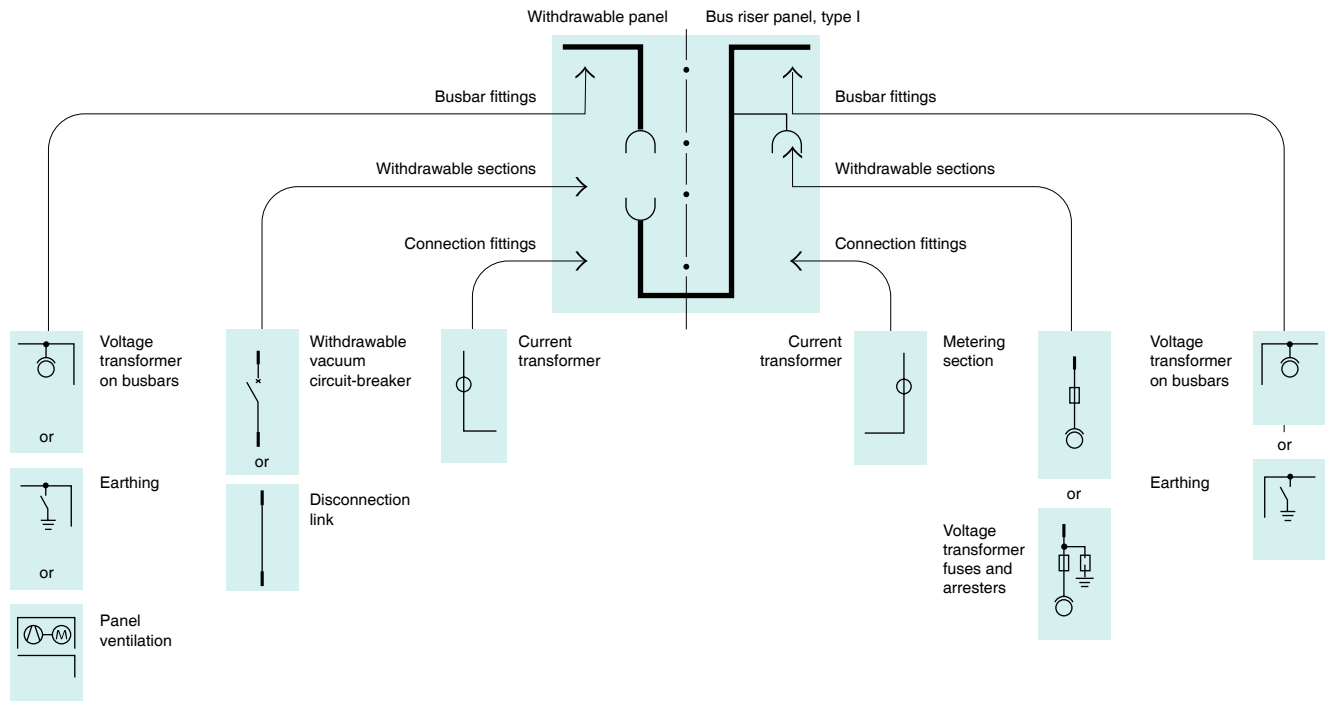 Withdrawable panel
Bus riser panel, type I
Busbar fittings
Busbar fittings
Withdrawable sections
Withdrawable sections
Connection fittings
Connection fittings
Voltage
transformer
on busbars
or
Earthing
or
Panel
ventilation
M
Withdrawable
vacuum
circuit-breaker
or
Disconnection
link
Current
transformer
Current
transformer
Metering
section
or
Voltage
transformer
fuses and
arresters
Voltage
transformer
on busbars
or
Earthing